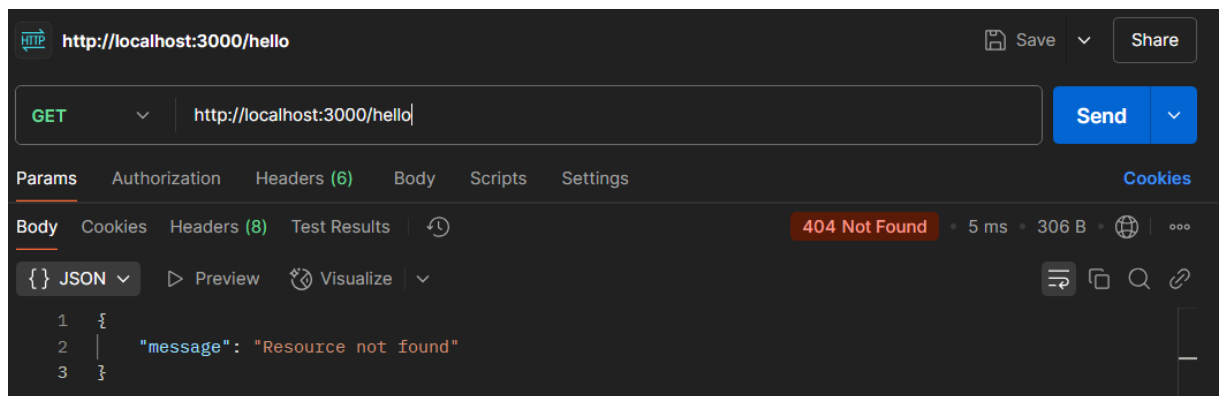 HTTP http://localhost:3000/hello Save Share
GET http://localhost:3000/hello Send
Params Authorization Headers (6) Body Scripts Settings Cookies
Body Cookies Headers (8) Test Results 404 Not Found • 5 ms • 306 B •
{} JSON Preview Visualize
1 {
2 "message": "Resource not found"
3 }